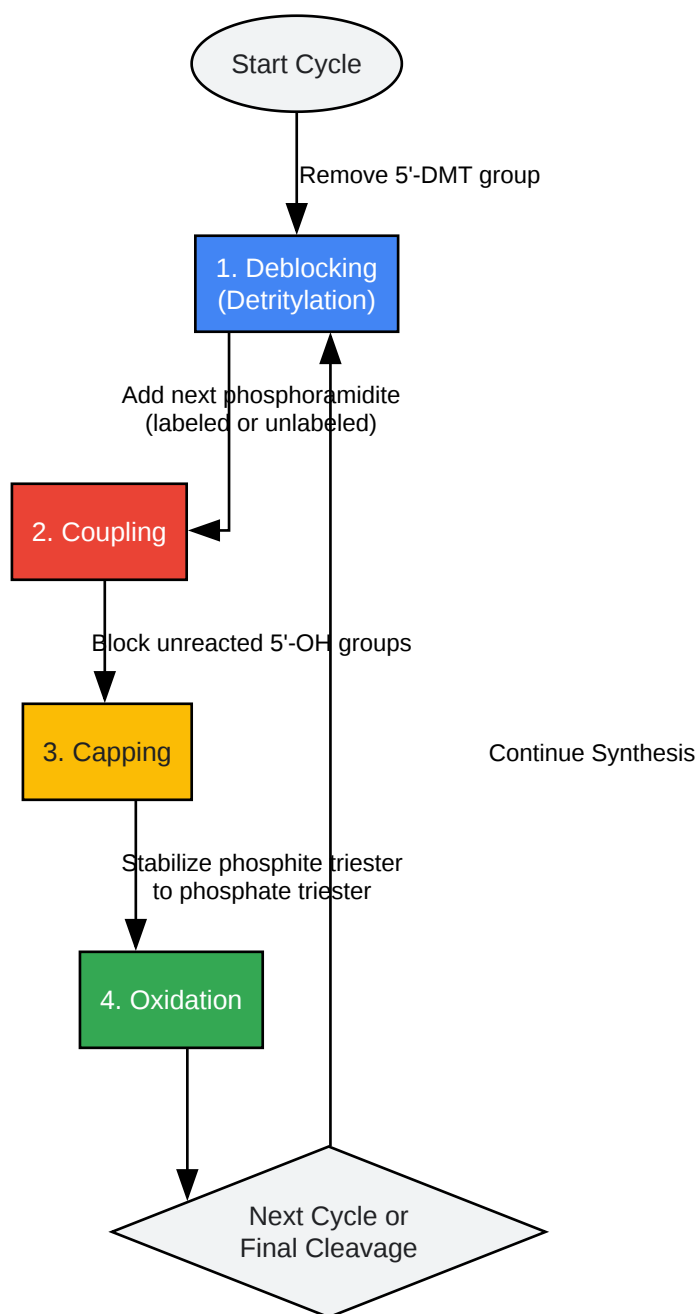 Start Cycle
Remove 5'-DMT group
1. Deblocking
(Detritylation)
Add next phosphoramidite
(labeled or unlabeled)
2. Coupling
Block unreacted 5'-OH groups
3. Capping
Continue Synthesis
Stabilize phosphite triester
to phosphate triester
4. Oxidation
Next Cycle or
Final Cleavage